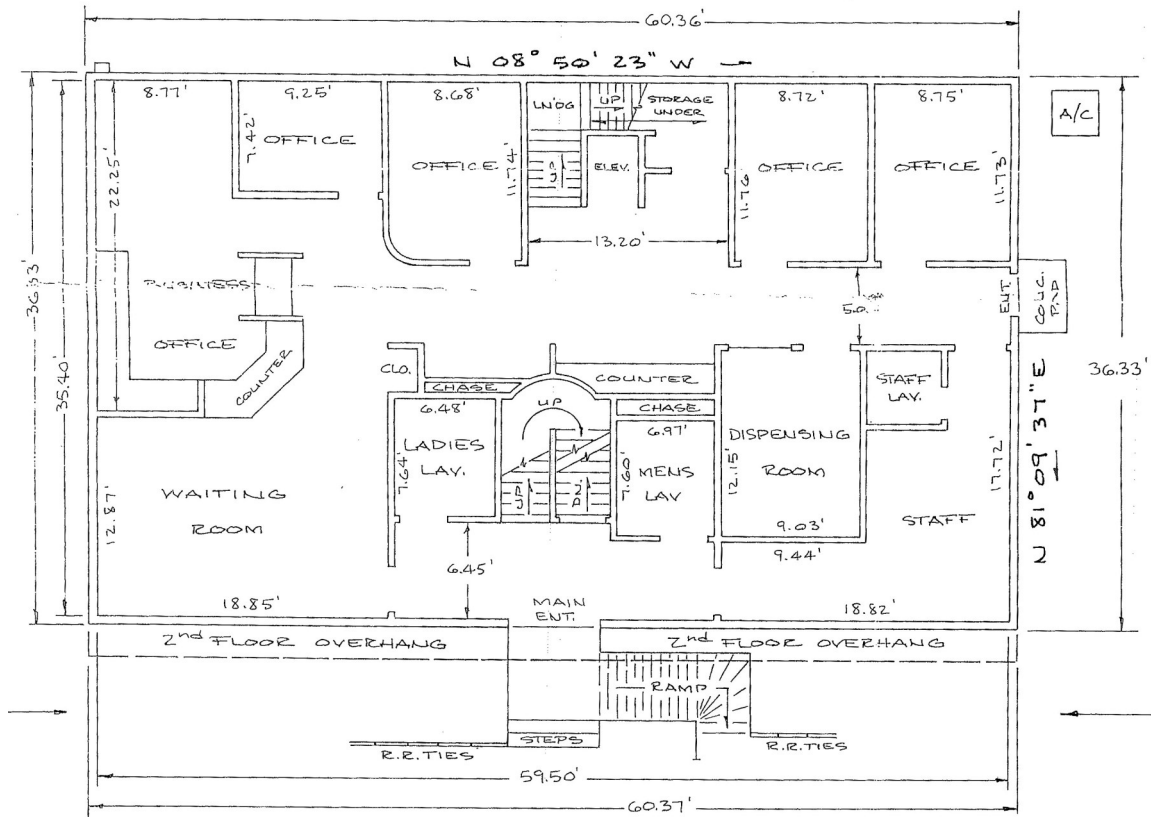 60.36'
N 08° 50' 23" W
8.77'
9.25'
8.68'
LN'DG
UP
STORAGE
UNDER
8.72'
8.75'
A/C
7.42'
OFFICE
OFFICE
11.74'
UP
ELEV.
11.76
OFFICE
OFFICE
11.73'
22.25'
13.20'
36.33'
35.40'
BUSINESS
OFFICE
COUNTER
ENT.
CONC.
PAD
36.33'
N 81° 09' 37" E
CLO.
CHASE
COUNTER
CHASE
STAFF
LAV.
6.48'
UP
6.97'
LADIES
LAV.
7.64'
UP
7.60'
MENS
LAV
DISPENSING
ROOM
12.15'
17.72'
WAITING
ROOM
12.87'
STAFF
9.03'
9.44'
6.45'
18.85'
MAIN
ENT.
18.82'
2nd FLOOR OVERHANG
2nd FLOOR OVERHANG
RAMP
STEPS
R.R.TIES
R.R.TIES
59.50'
60.37'